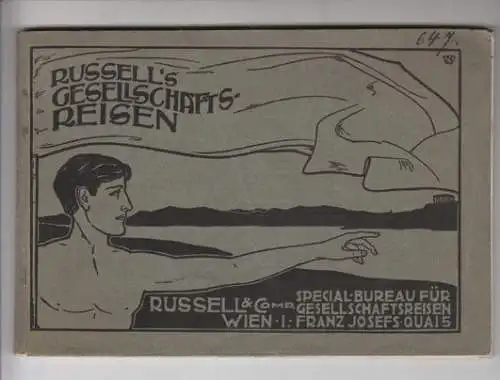 647.
RUSSELL'S
GESELLSCHAFTS-
REISEN
RUSSELL & COMP.
WIEN · I ·
SPECIAL-BUREAU FÜR
GESELLSCHAFTSREISEN
FRANZ JOSEFS-QUAI 5